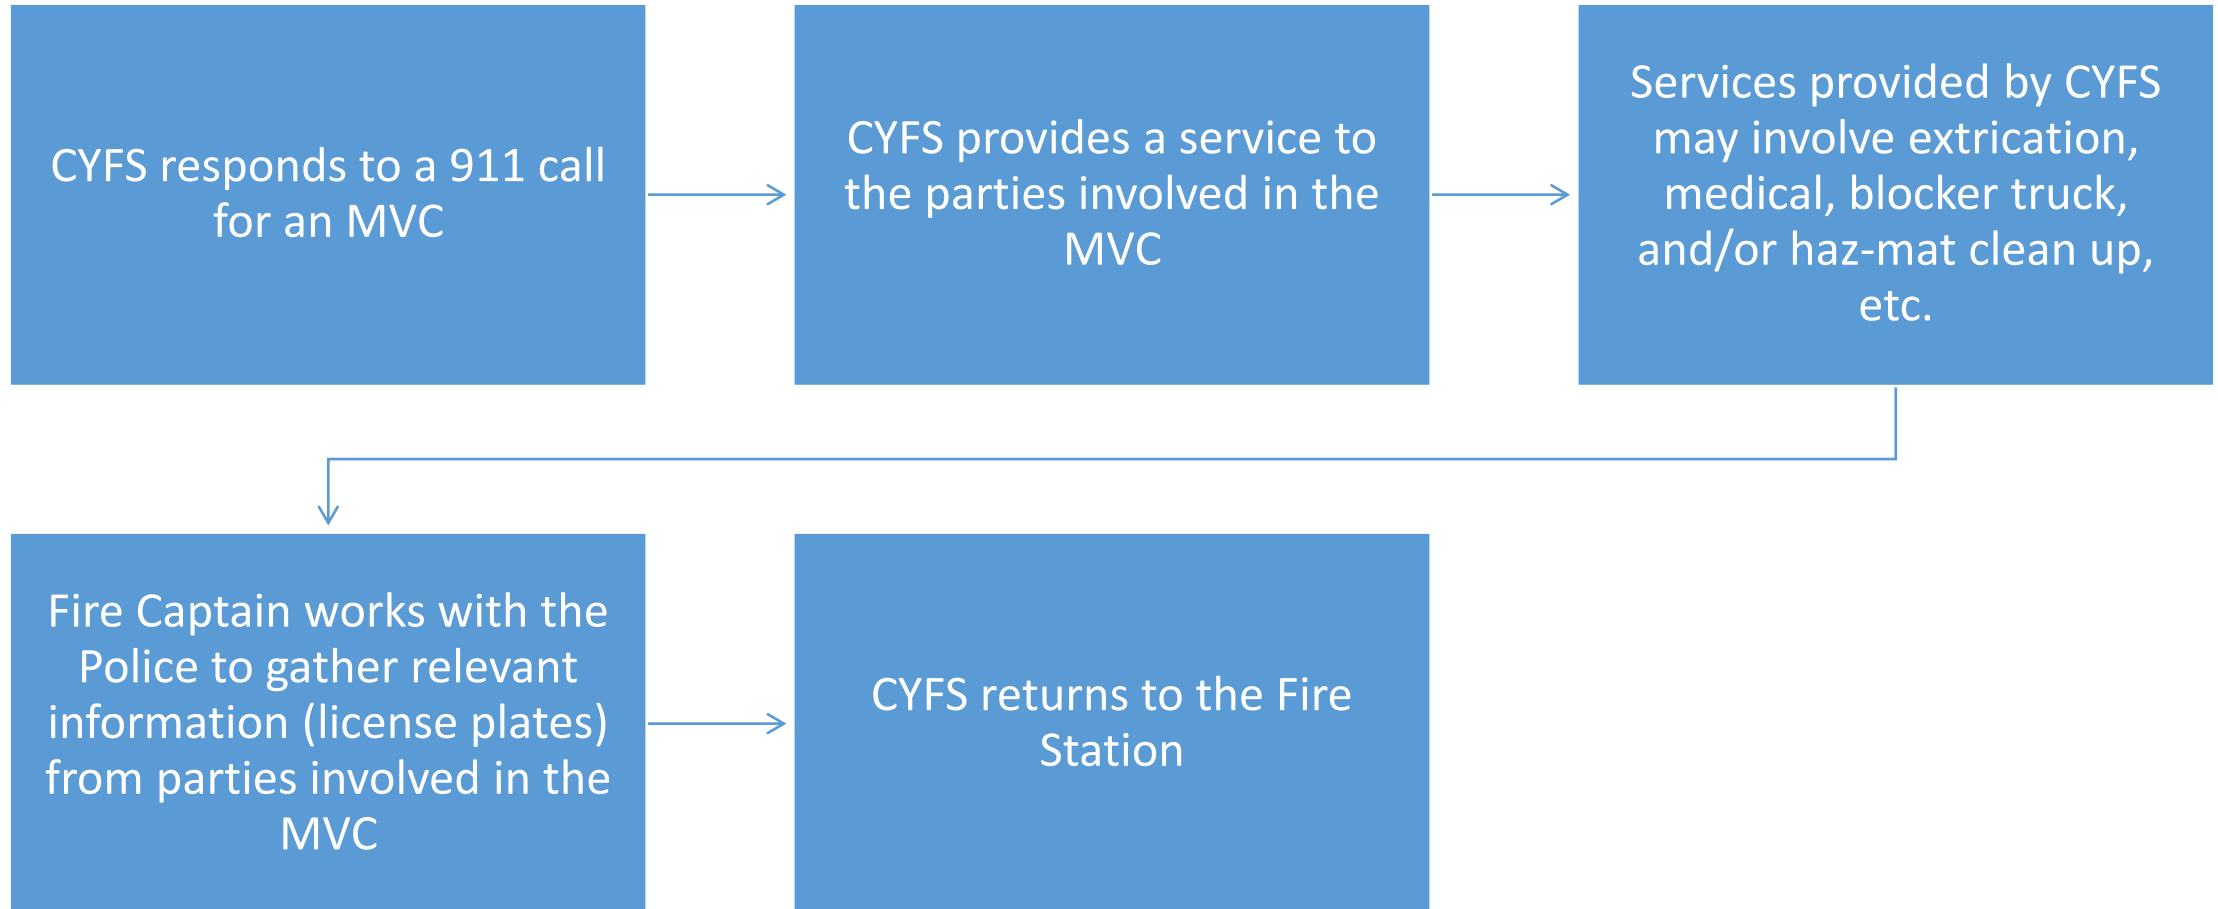 CYFS responds to a 911 call
for an MVC
CYFS provides a service to
the parties involved in the
MVC
Services provided by CYFS
may involve extrication,
medical, blocker truck,
and/or haz-mat clean up,
etc.
Fire Captain works with the
Police to gather relevant
information (license plates)
from parties involved in the
MVC
CYFS returns to the Fire
Station